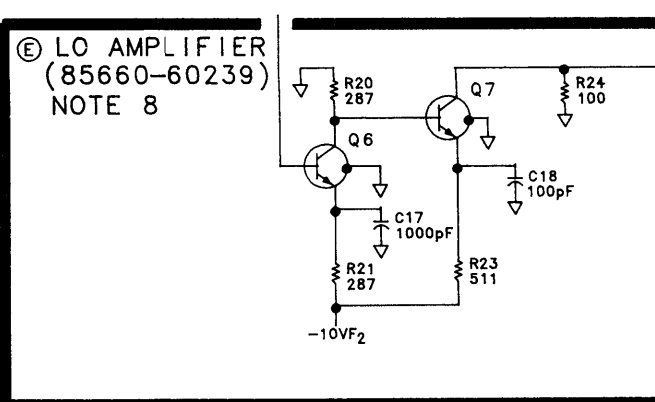 Ⓔ LO AMPLIFIER
(85660-60239)
NOTE 8
R20
287
Q6
Q7
R24
100
C17
1000pF
C18
100pF
R21
287
R23
511
-10VF₂